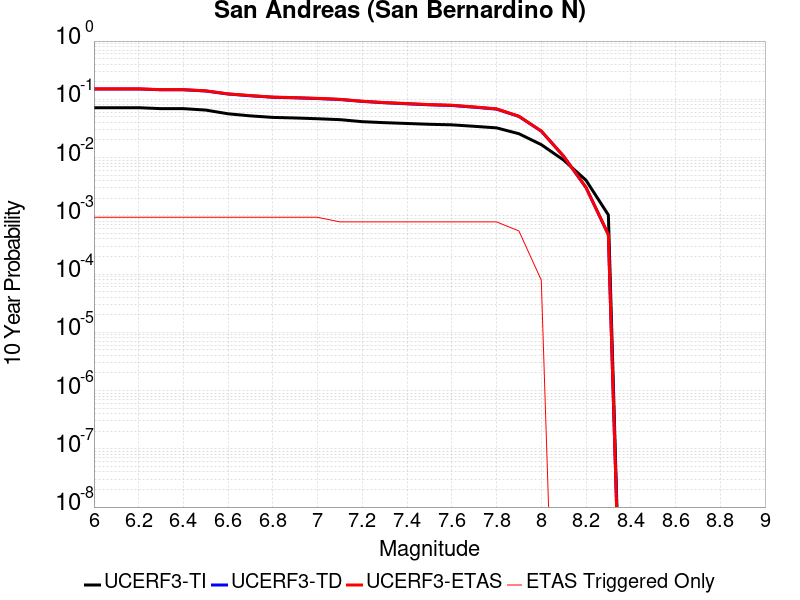 San Andreas (San Bernardino N)
10 Year Probability
10^0
10^-1
10^-2
10^-3
10^-4
10^-5
10^-6
10^-7
10^-8
6 6.2 6.4 6.6 6.8 7 7.2 7.4 7.6 7.8 8 8.2 8.4 8.6 8.8 9
Magnitude
UCERF3-TI UCERF3-TD UCERF3-ETAS ETAS Triggered Only